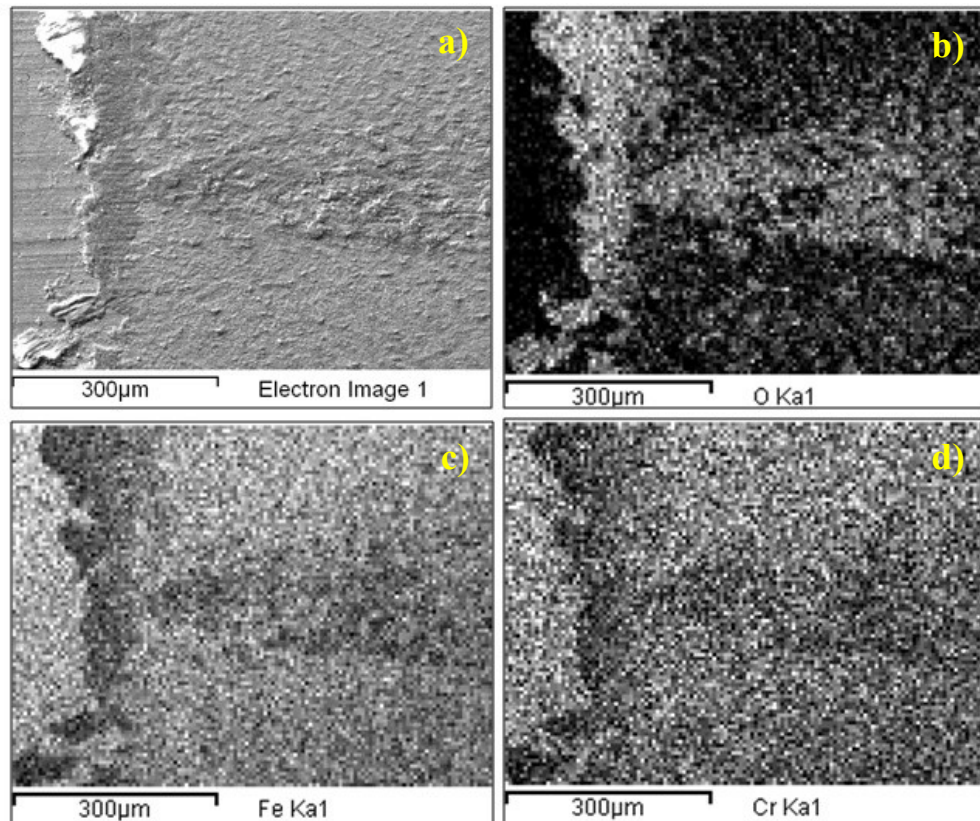 a)
300µm Electron Image 1
b)
300µm O Ka1
c)
300µm Fe Ka1
d)
300µm Cr Ka1